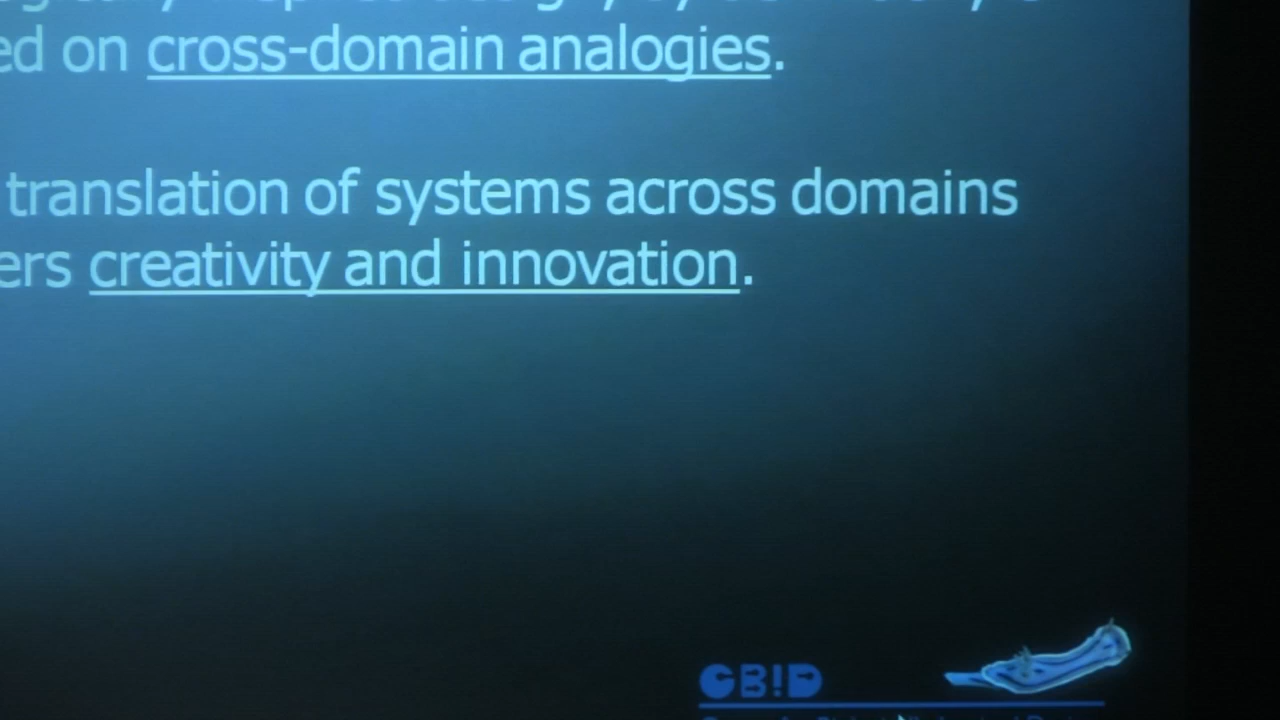 ed on cross-domain analogies.
translation of systems across domains
ers creativity and innovation.
CBID